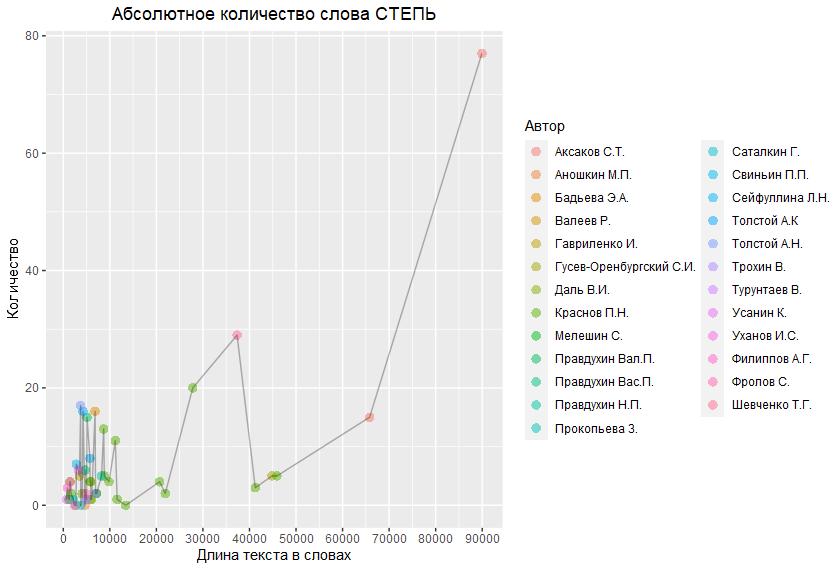 Абсолютное количество слова СТЕПЬ
80
60
40
20
0
Количество
0 10000 20000 30000 40000 50000 60000 70000 80000 90000
Длина текста в словах
Автор
Аксаков С.Т.
Аношкин М.П.
Бадьева Э.А.
Валеев Р.
Гавриленко И.
Гусев-Оренбургский С.И.
Даль В.И.
Краснов П.Н.
Мелешин С.
Правдухин Вал.П.
Правдухин Вас.П.
Правдухин Н.П.
Прокопьева З.
Саталкин Г.
Свиньин П.П.
Сейфуллина Л.Н.
Толстой А.К
Толстой А.Н.
Трохин В.
Турунтаев В.
Усанин К.
Уханов И.С.
Филиппов А.Г.
Фролов С.
Шевченко Т.Г.